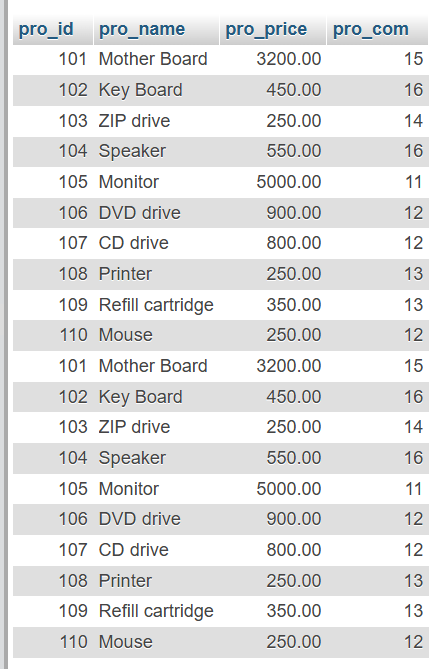 pro_id pro_name pro_price pro_com
101 Mother Board 3200.00 15
102 Key Board 450.00 16
103 ZIP drive 250.00 14
104 Speaker 550.00 16
105 Monitor 5000.00 11
106 DVD drive 900.00 12
107 CD drive 800.00 12
108 Printer 250.00 13
109 Refill cartridge 350.00 13
110 Mouse 250.00 12
101 Mother Board 3200.00 15
102 Key Board 450.00 16
103 ZIP drive 250.00 14
104 Speaker 550.00 16
105 Monitor 5000.00 11
106 DVD drive 900.00 12
107 CD drive 800.00 12
108 Printer 250.00 13
109 Refill cartridge 350.00 13
110 Mouse 250.00 12